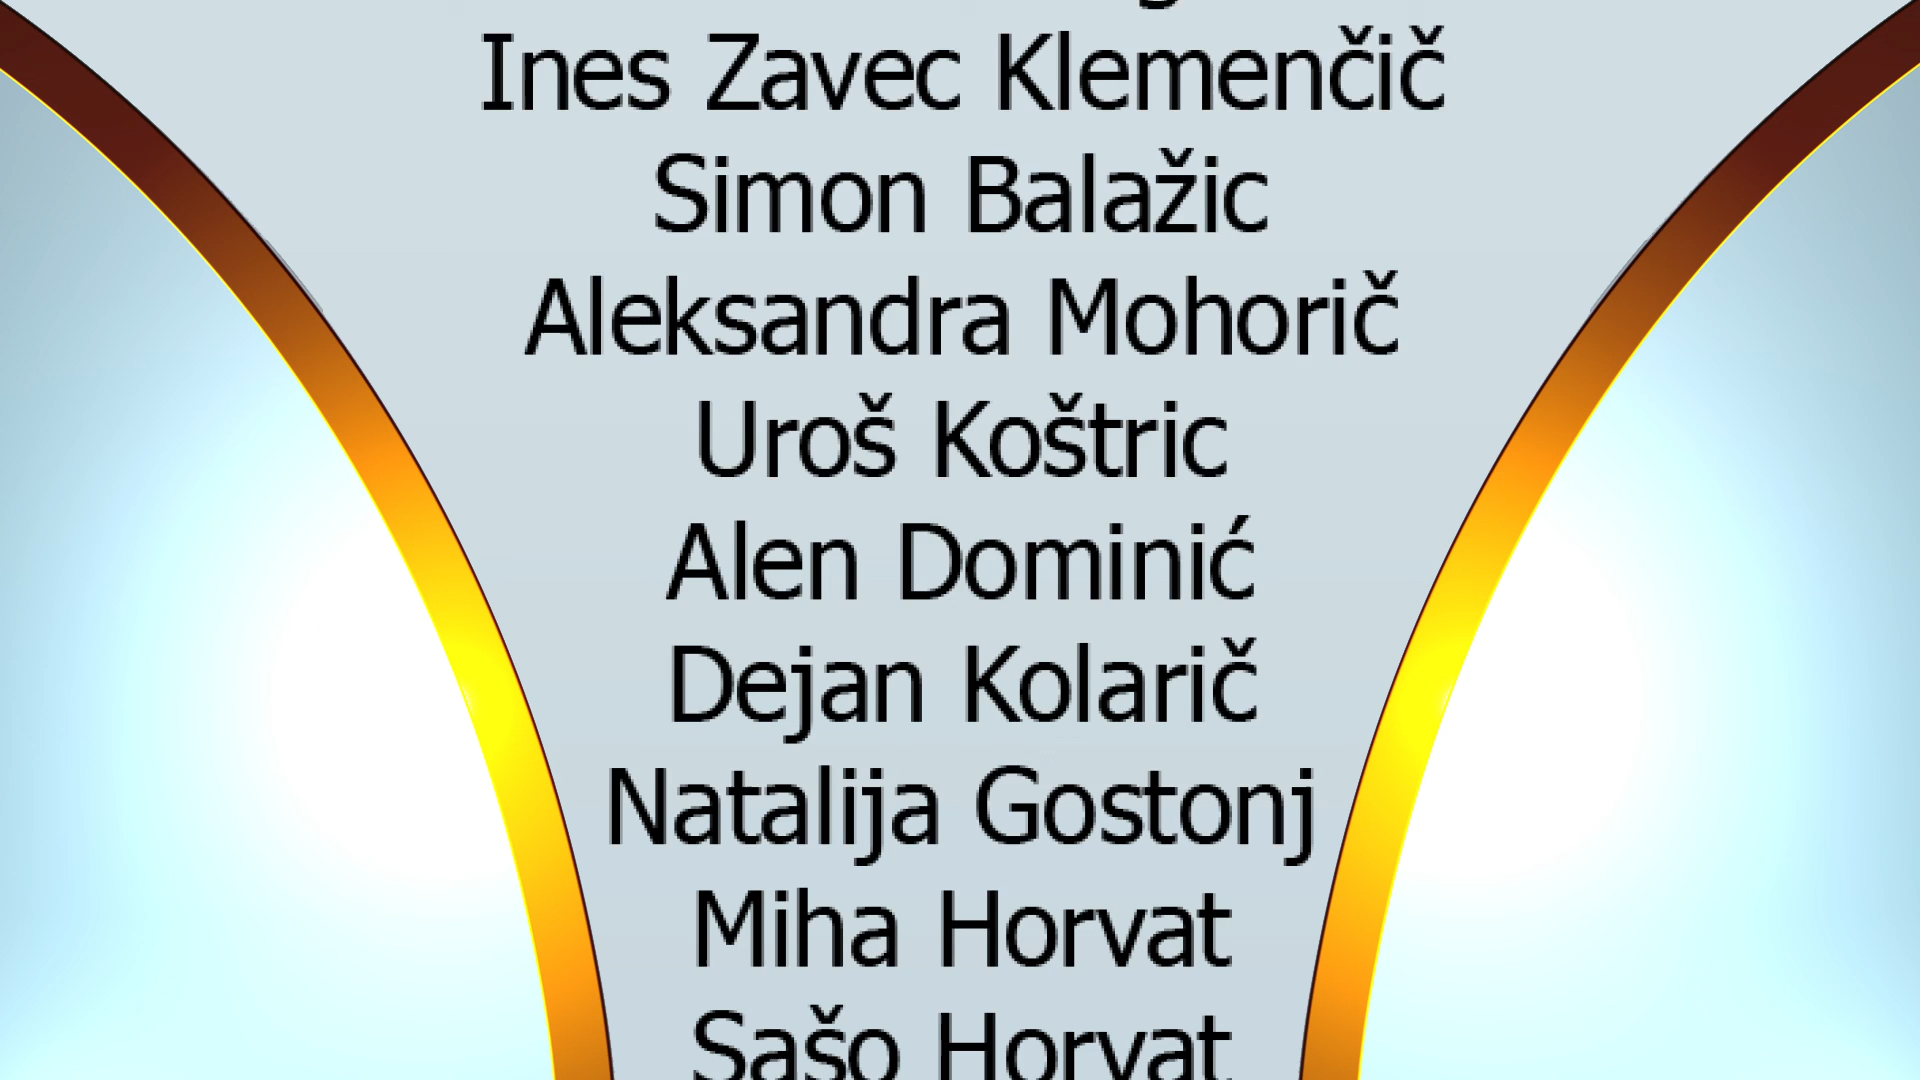 Ines Zavec Klemenčič
Simon Balažic
Aleksandra Mohorič
Uroš Koštric
Alen Dominić
Dejan Kolarič
Natalija Gostonj
Miha Horvat
Sašo Horvat